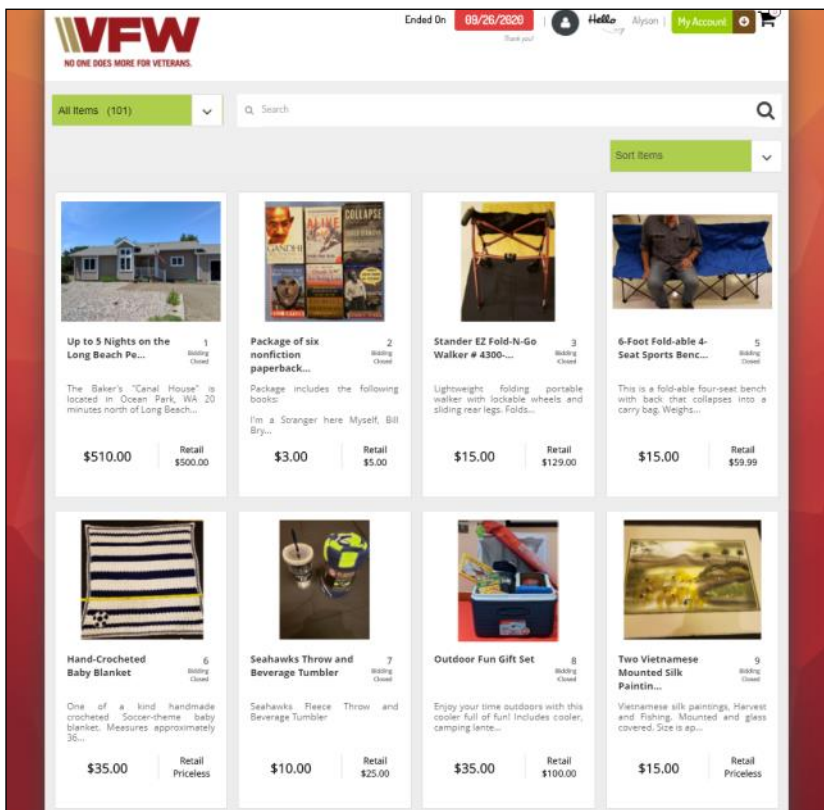 VFW
NO ONE DOES MORE FOR VETERANS.
Ended On 09/26/2020 | Hello Alyson | My Account 0
Thank you!
All Items (101)
Search
Sort Items
GANDHI
ALIVE
COLLAPSE
Up to 5 Nights on the
Long Beach Pe...
1
Bidding
Closed
The Baker's "Canal House" is
located in Ocean Park, WA 20
minutes north of Long Beach...
$510.00
Retail
$500.00
Package of six
nonfiction
paperback...
2
Bidding
Closed
Package includes the following
books:
I'm a Stranger here Myself, Bill
Bry...
$3.00
Retail
$5.00
Stander EZ Fold-N-Go
Walker # 4300-...
3
Bidding
Closed
Lightweight folding portable
walker with lockable wheels and
sliding rear legs. Folds...
$15.00
Retail
$129.00
6-Foot Fold-able 4-
Seat Sports Benc...
5
Bidding
Closed
This is a fold-able four-seat bench
with back that collapses into a
carry bag. Weighs...
$15.00
Retail
$59.99
Hand-Crocheted
Baby Blanket
6
Bidding
Closed
One of a kind handmade
crocheted Soccer-theme baby
blanket. Measures approximately
36...
$35.00
Retail
Priceless
Seahawks Throw and
Beverage Tumbler
7
Bidding
Closed
Seahawks Fleece Throw and
Beverage Tumbler
$10.00
Retail
$25.00
Outdoor Fun Gift Set
8
Bidding
Closed
Enjoy your time outdoors with this
cooler full of fun! Includes cooler,
camping lante...
$35.00
Retail
$100.00
Two Vietnamese
Mounted Silk
Paintin...
9
Bidding
Closed
Vietnamese silk paintings, Harvest
and Fishing. Mounted and glass
covered. Size is ap...
$15.00
Retail
Priceless